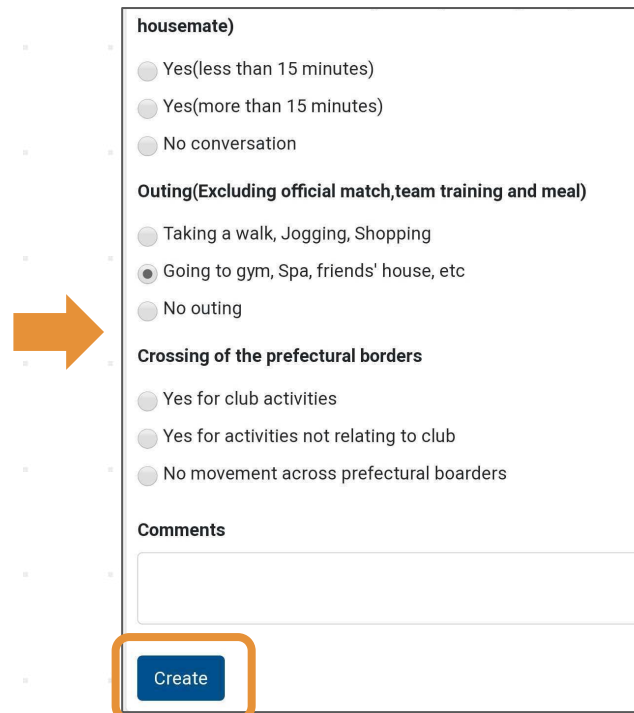 housemate)
Yes(less than 15 minutes)
Yes(more than 15 minutes)
No conversation
Outing(Excluding official match,team training and meal)
Taking a walk, Jogging, Shopping
Going to gym, Spa, friends' house, etc
No outing
Crossing of the prefectural borders
Yes for club activities
Yes for activities not relating to club
No movement across prefectural boarders
Comments
Create